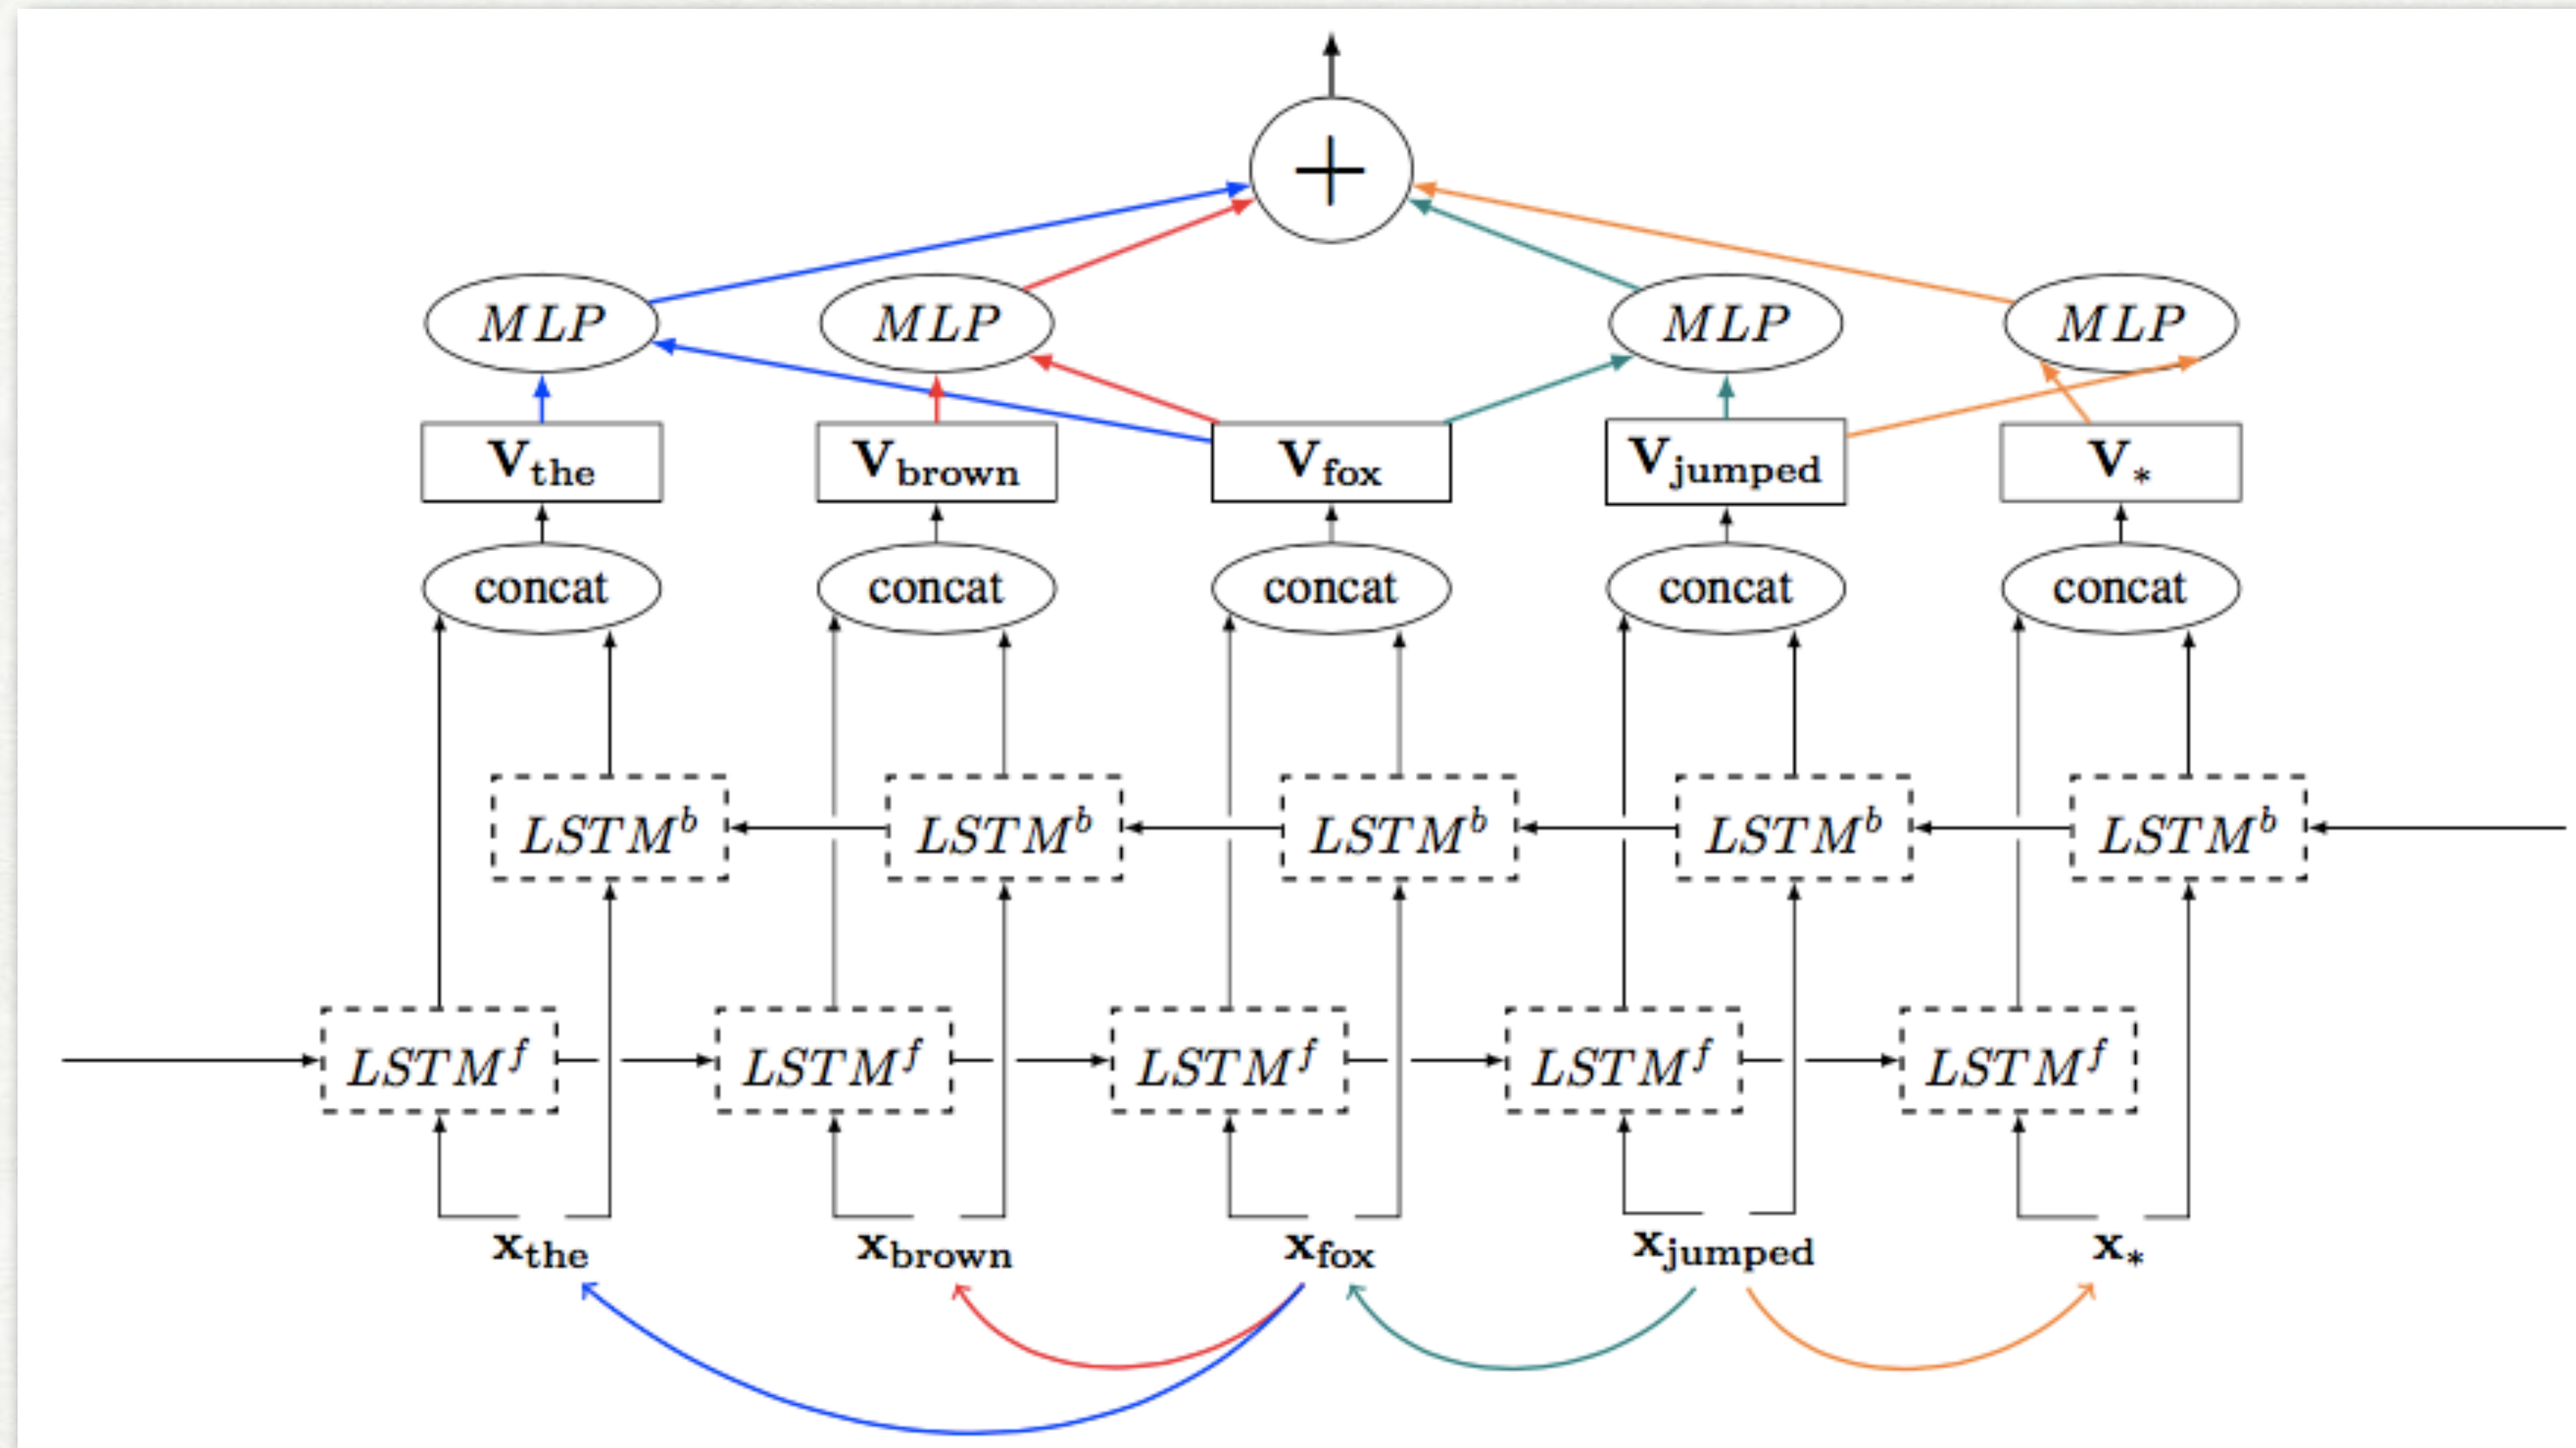 +
MLP MLP MLP MLP
V_the V_brown V_fox V_jumped V_*
concat concat concat concat concat
LSTM^b LSTM^b LSTM^b LSTM^b LSTM^b
LSTM^f LSTM^f LSTM^f LSTM^f LSTM^f
x_the x_brown x_fox x_jumped x_*